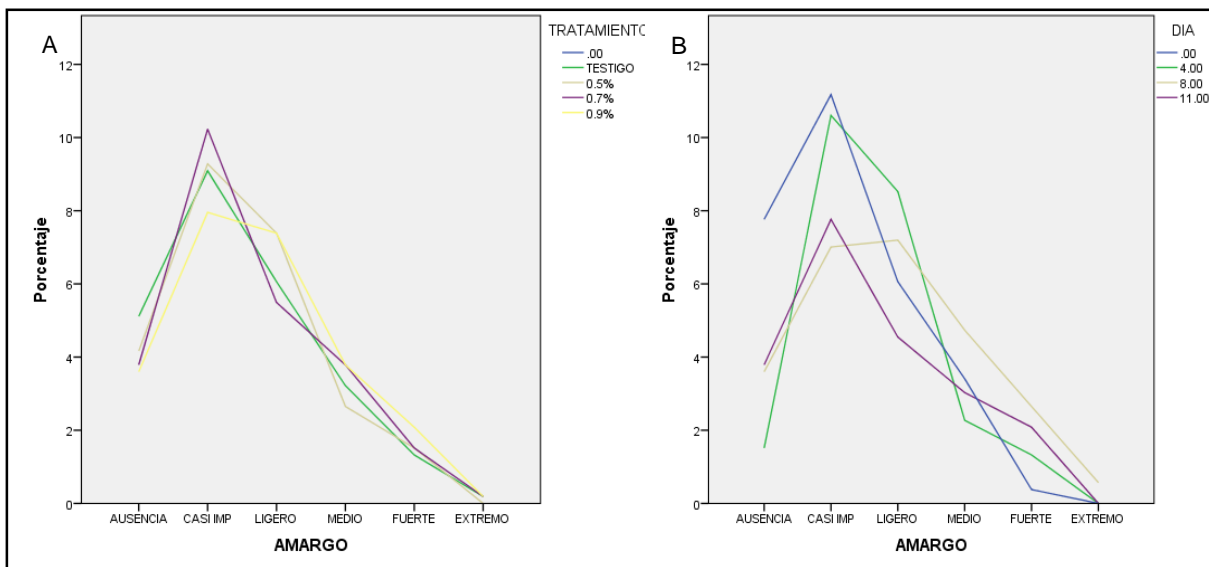 A
TRATAMIENTO
.00
TESTIGO
0.5%
0.7%
0.9%
12
10
8
6
4
2
0
Porcentaje
AUSENCIA CASI IMP LIGERO MEDIO FUERTE EXTREMO
AMARGO
B
DIA
.00
4.00
8.00
11.00
12
10
8
6
4
2
0
Porcentaje
AUSENCIA CASI IMP LIGERO MEDIO FUERTE EXTREMO
AMARGO